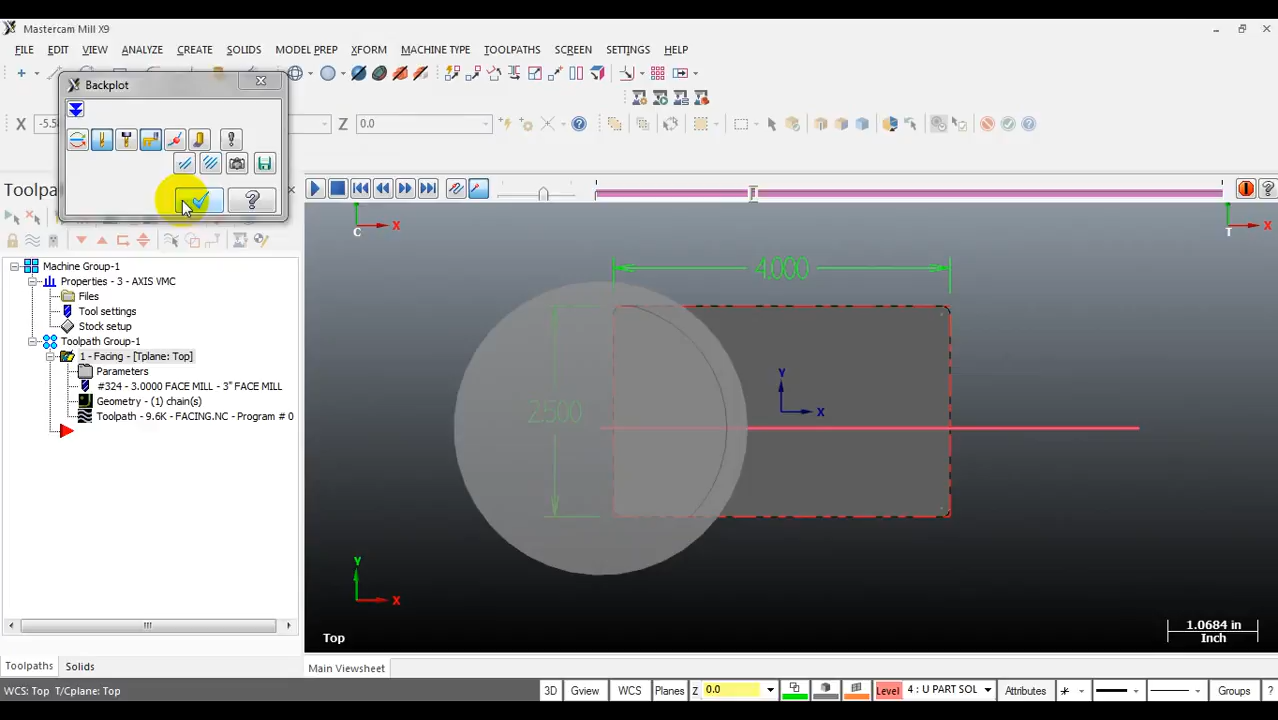 Mastercam Mill X9
FILE EDIT VIEW ANALYZE CREATE SOLIDS MODEL PREP XFORM MACHINE TYPE TOOLPATHS SCREEN SETTINGS HELP
Backplot
X Z 0.0
Machine Group-1
Properties - 3 - AXIS VMC
Files
Tool settings
Stock setup
Toolpath Group-1
1 - Facing - [Tplane: Top]
Parameters
#324 - 3.0000 FACE MILL - 3" FACE MILL
Geometry - (1) chain(s)
Toolpath - 9.6K - FACING.NC - Program # 0
C X
T X
4.000
2.500
Y
X
Y
X
Top
1.0684 in
Inch
Toolpaths Solids
Main Viewsheet
WCS: Top T/Cplane: Top
3D Gview WCS Planes Z 0.0 Level 4 : U PART SOL Attributes Groups ?